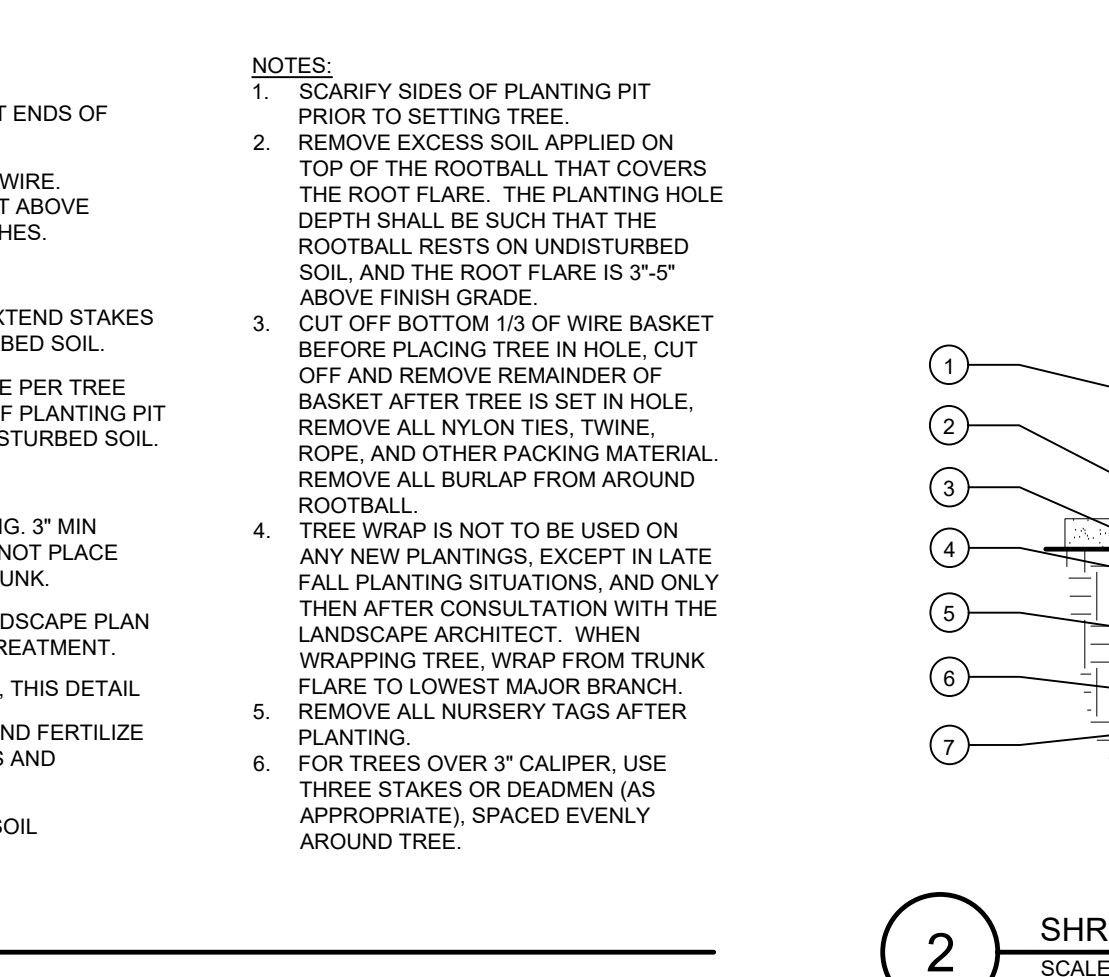 ENDS OF
WIRE.
ABOVE
STAKES
SOIL.
PER TREE
PLANTING PIT
SOIL.
3" MIN
NOT PLACE
PLAN
THIS DETAIL
FERTILIZE
AND
SOIL
NOTES:
1. SCARIFY SIDES OF PLANTING PIT
PRIOR TO SETTING TREE.
2. REMOVE EXCESS SOIL APPLIED ON
TOP OF THE ROOTBALL THAT COVERS
THE ROOT FLARE. THE PLANTING HOLE
DEPTH SHALL BE SUCH THAT THE
ROOTBALL RESTS ON UNDISTURBED
SOIL, AND THE ROOT FLARE IS 3"-5"
ABOVE FINISH GRADE.
3. CUT OFF BOTTOM 1/3 OF WIRE BASKET
BEFORE PLACING TREE IN HOLE, CUT
OFF AND REMOVE REMAINDER OF
BASKET AFTER TREE IS SET IN HOLE,
REMOVE ALL NYLON TIES, TWINE,
ROPE, AND OTHER PACKING MATERIAL.
REMOVE ALL BURLAP FROM AROUND
ROOTBALL.
4. TREE WRAP IS NOT TO BE USED ON
ANY NEW PLANTINGS, EXCEPT IN LATE
FALL PLANTING SITUATIONS, AND ONLY
THEN AFTER CONSULTATION WITH THE
LANDSCAPE ARCHITECT. WHEN
WRAPPING TREE, WRAP FROM TRUNK
FLARE TO LOWEST MAJOR BRANCH.
5. REMOVE ALL NURSERY TAGS AFTER
PLANTING.
6. FOR TREES OVER 3" CALIPER, USE
THREE STAKES OR DEADMEN (AS
APPROPRIATE), SPACED EVENLY
AROUND TREE.
1
2
3
4
5
6
7
2
SHR
SCALE